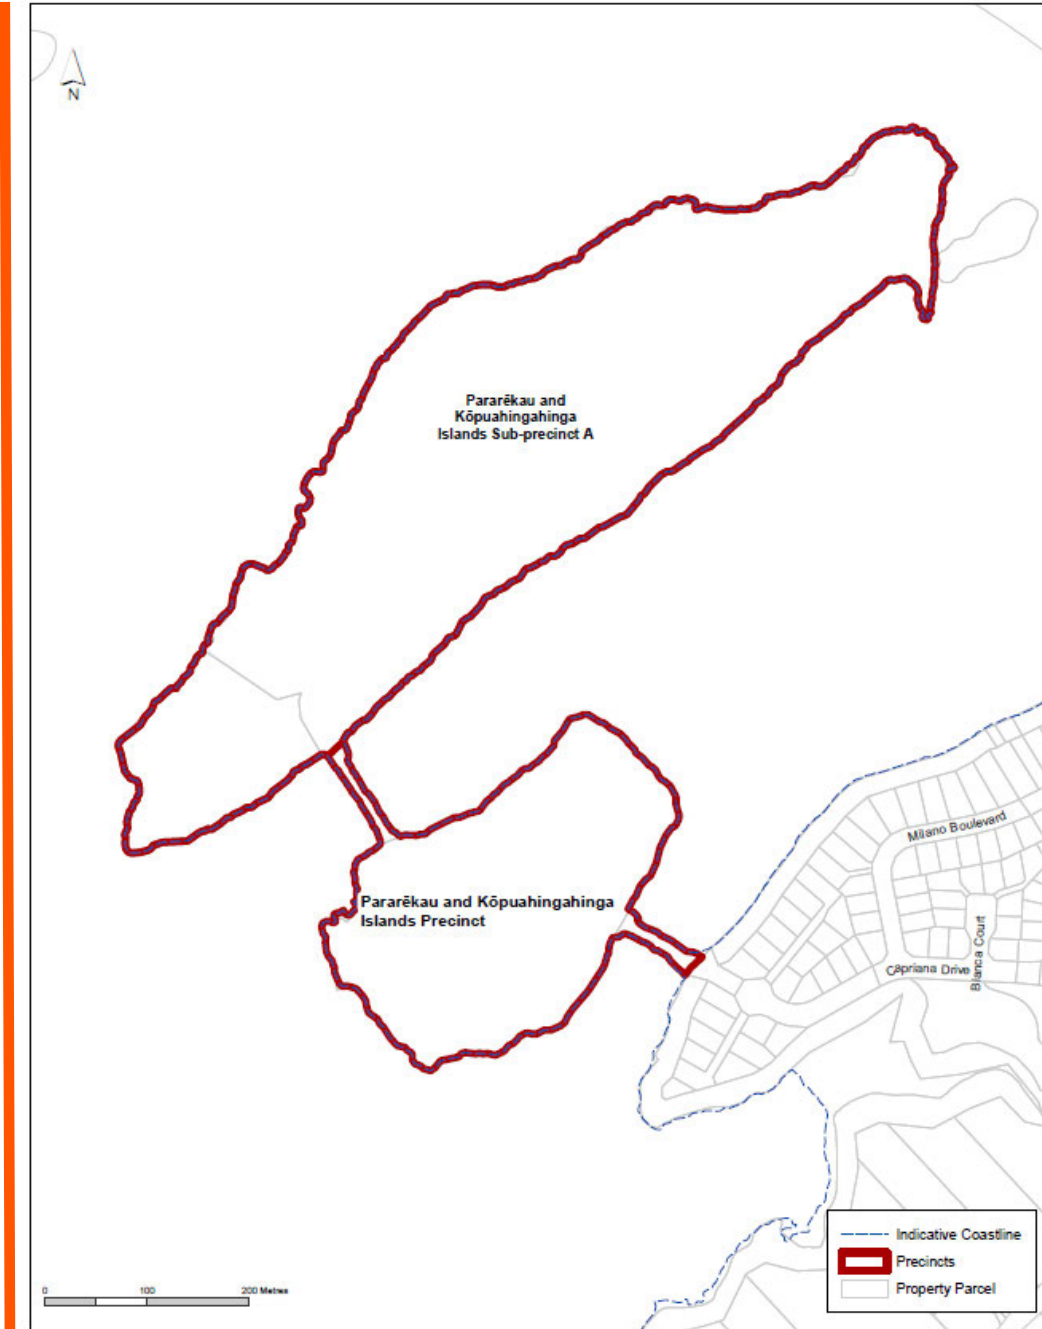 N
Pararēkau and
Kōpuahingahinga
Islands Sub-precinct A
Milano Boulevard
Pararēkau and Kōpuahingahinga
Islands Precinct
Bianca Court
Capriana Drive
Indicative Coastline
Precincts
Property Parcel
0 100 200 Metres